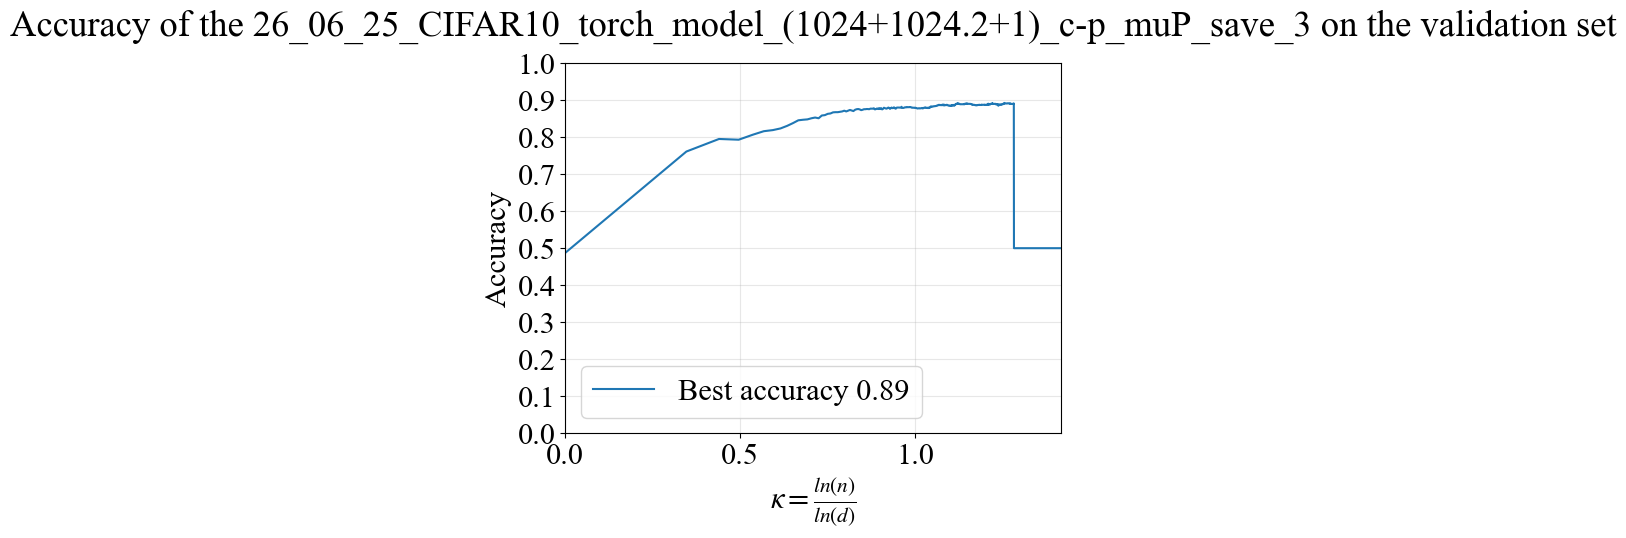 Accuracy of the 26_06_25_CIFAR10_torch_model_(1024+1024.2+1)_c-p_muP_save_3 on the validation set
1.0
0.9
0.8
0.7
0.6
0.5
0.4
0.3
0.2
0.1
0.0
Accuracy
Best accuracy 0.89
0.0 0.5 1.0
κ = ln(n)/ln(d)